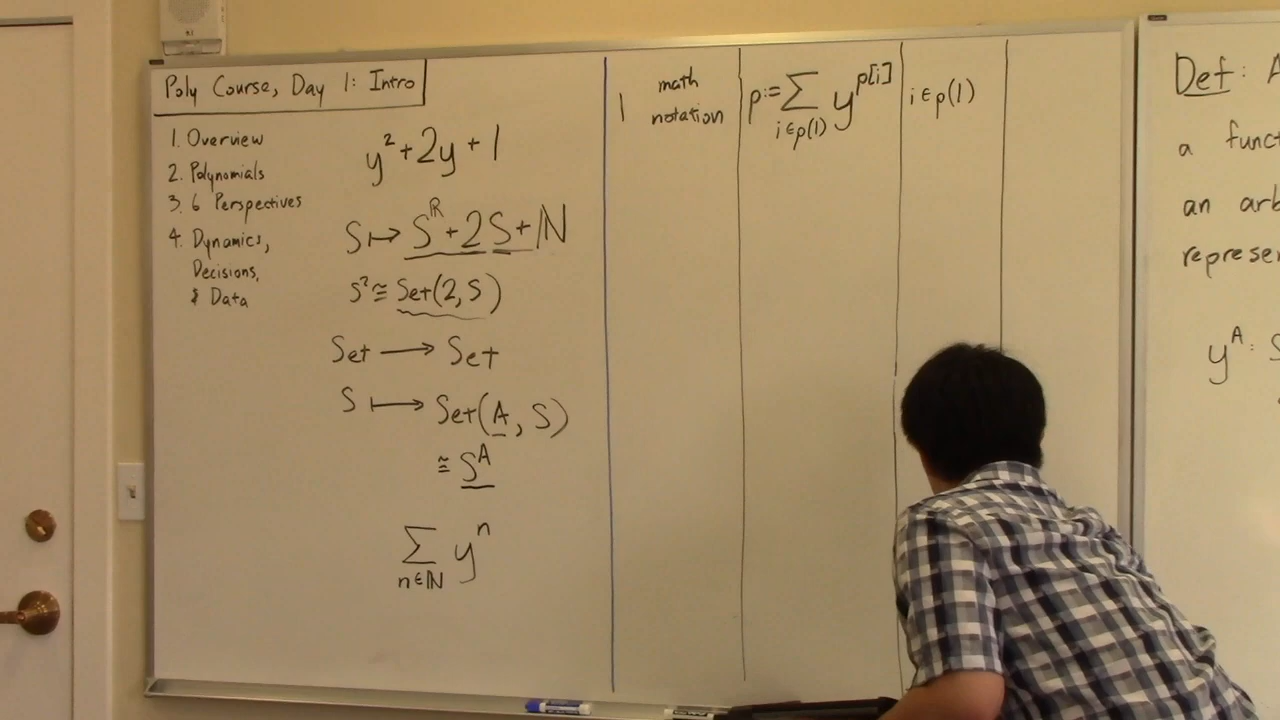 Poly Course, Day 1: Intro
1. Overview
2. Polynomials
3. 6 Perspectives
4. Dynamics,
Decisions,
& Data
y² + 2y + 1
S ↦ S^ℝ + 2S + ℕ
S² ≅ Set(2, S)
Set ⟶ Set
S ⟼ Set(A, S)
≅ S^A
∑_{n∈ℕ} y^n
1
math
notation
p := ∑_{i∈p(1)} y^{p[i]}
i ∈ p(1)
Def: A
a funct
an arb
represe
y^A: S